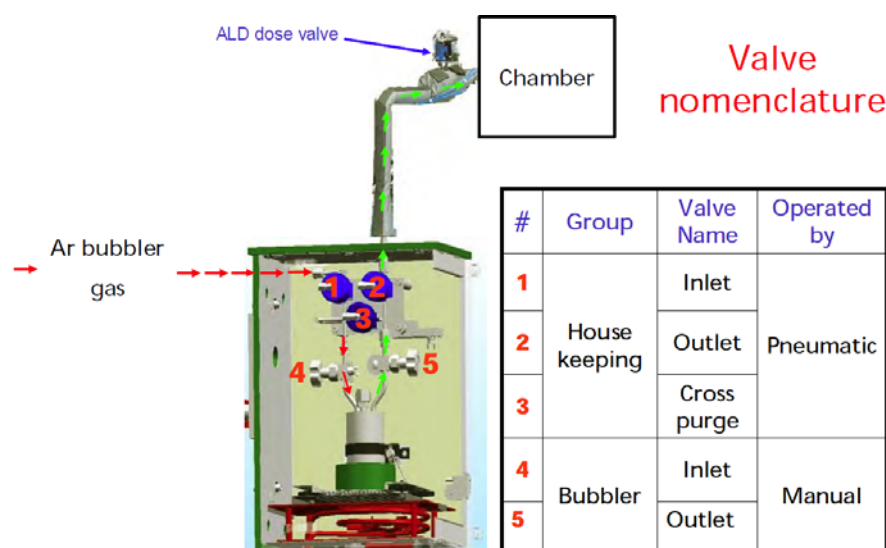 ALD dose valve
Chamber
Valve
nomenclature
Ar bubbler
gas
1
2
3
4
5
# Group Valve Name Operated by
1 House keeping Inlet Pneumatic
2 Outlet
3 Cross purge
4 Bubbler Inlet Manual
5 Outlet